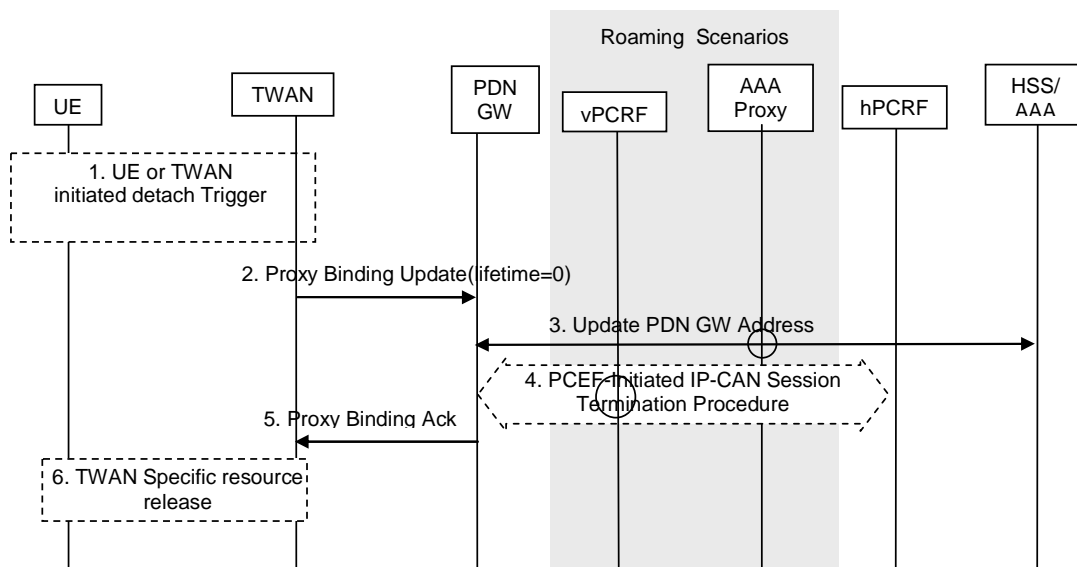 Roaming Scenarios
UE
TWAN
PDN
GW
vPCRF
AAA
Proxy
hPCRF
HSS/
AAA
1. UE or TWAN
initiated detach Trigger
2. Proxy Binding Update(lifetime=0)
3. Update PDN GW Address
4. PCEF-Initiated IP-CAN Session
Termination Procedure
5. Proxy Binding Ack
6. TWAN Specific resource
release